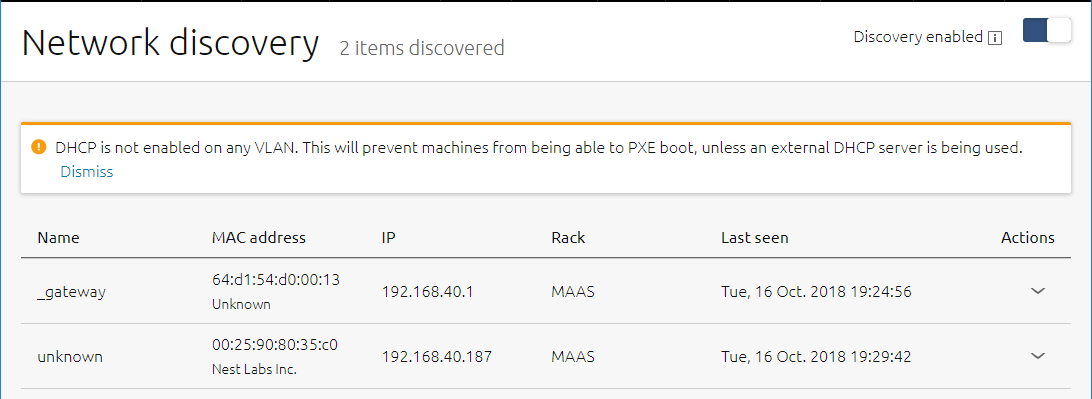 Network discovery 2 items discovered Discovery enabled
DHCP is not enabled on any VLAN. This will prevent machines from being able to PXE boot, unless an external DHCP server is being used.
Dismiss
Name MAC address IP Rack Last seen Actions
_gateway 64:d1:54:d0:00:13 192.168.40.1 MAAS Tue, 16 Oct. 2018 19:24:56
Unknown
unknown 00:25:90:80:35:c0 192.168.40.187 MAAS Tue, 16 Oct. 2018 19:29:42
Nest Labs Inc.